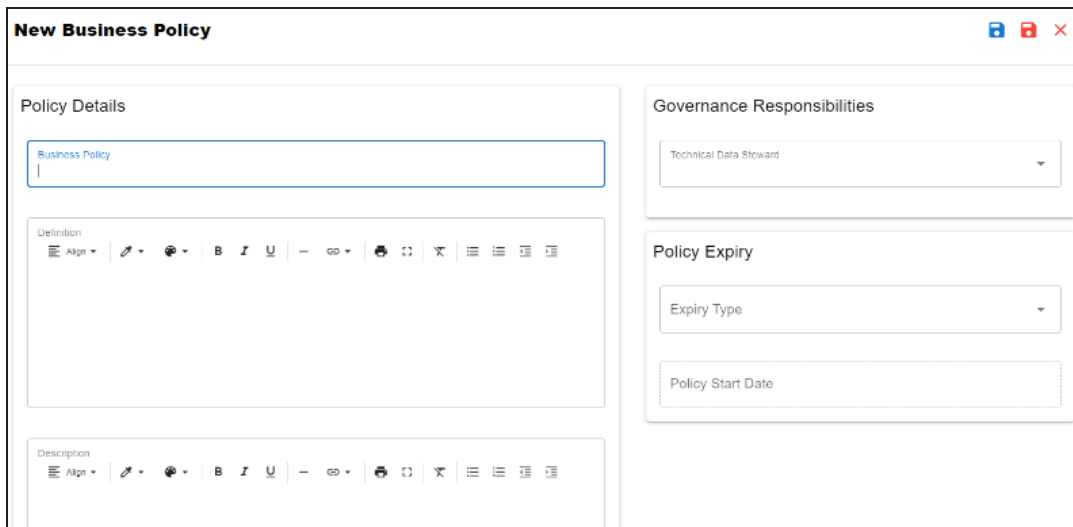 New Business Policy
Policy Details
Business Policy
Definition
Align
B I U
Description
Align
B I U
Governance Responsibilities
Technical Data Steward
Policy Expiry
Expiry Type
Policy Start Date